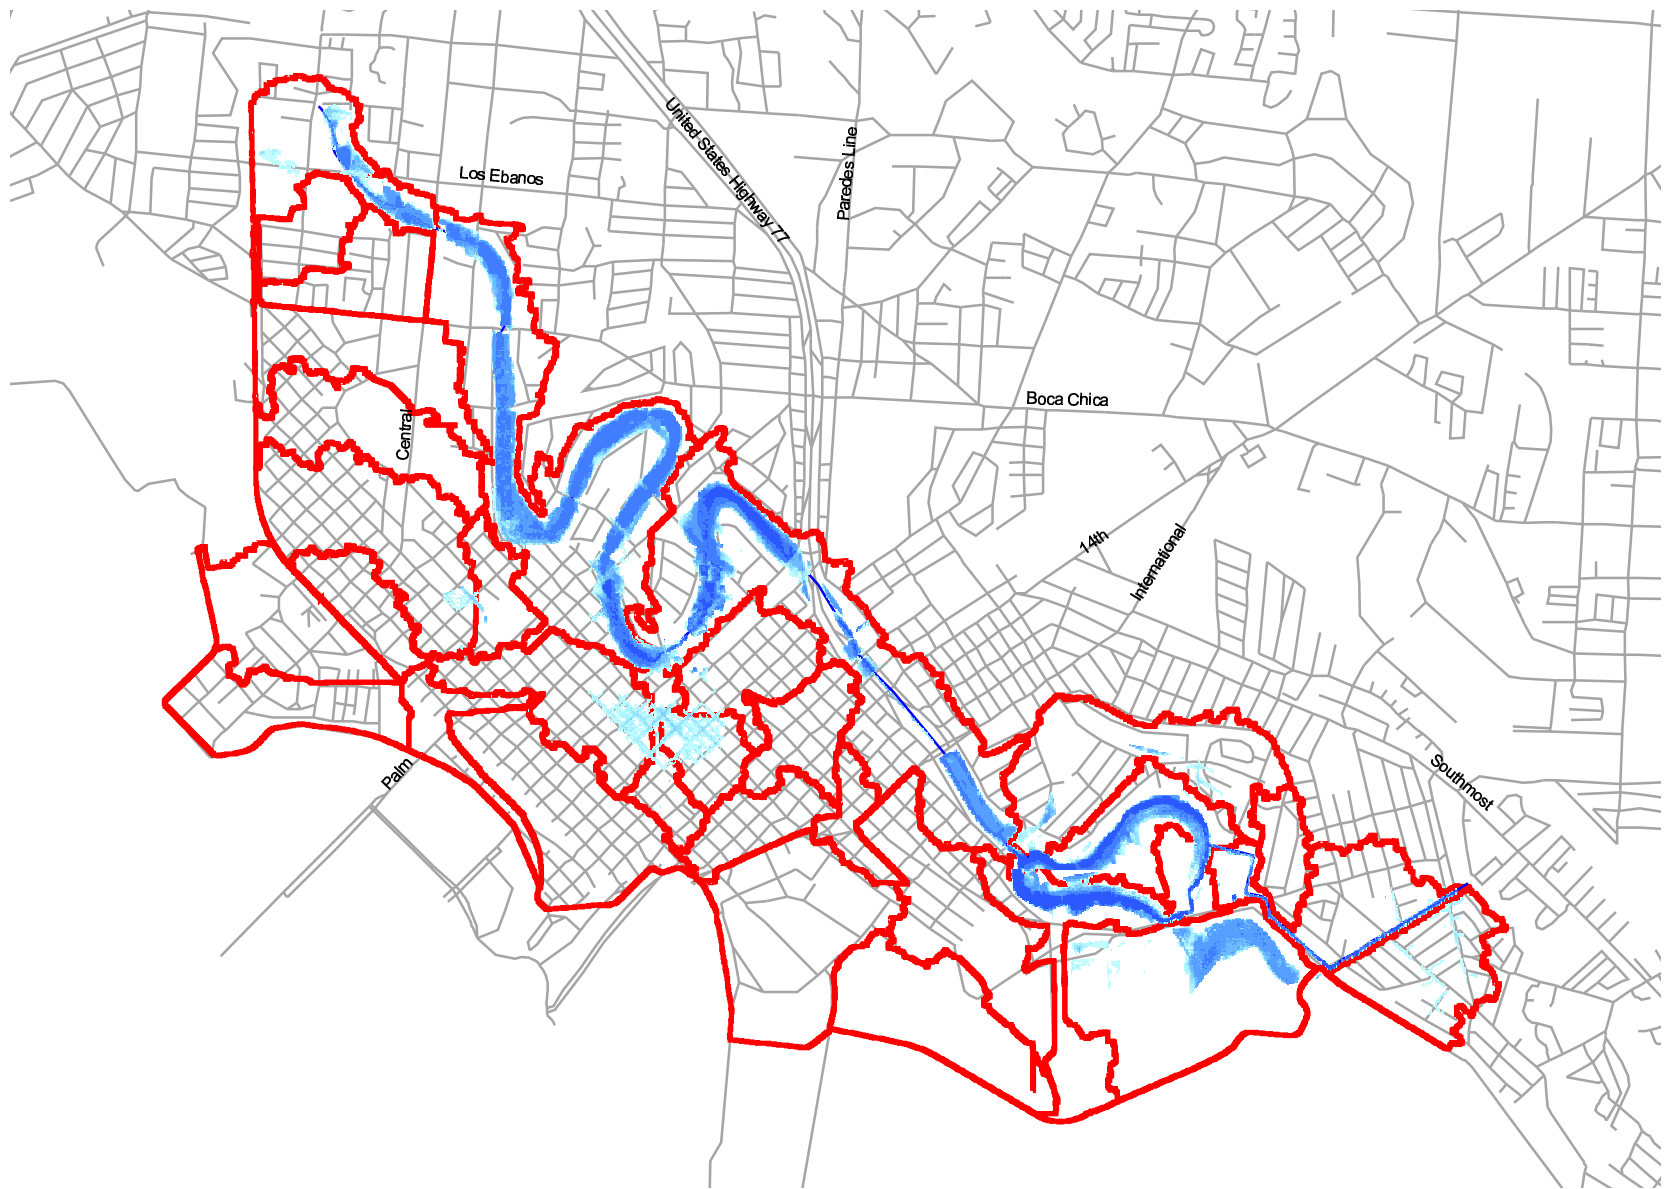 United States Highway 77
Paredes Line
Los Ebanos
Boca Chica
Central
14th
International
Palm
Southmost